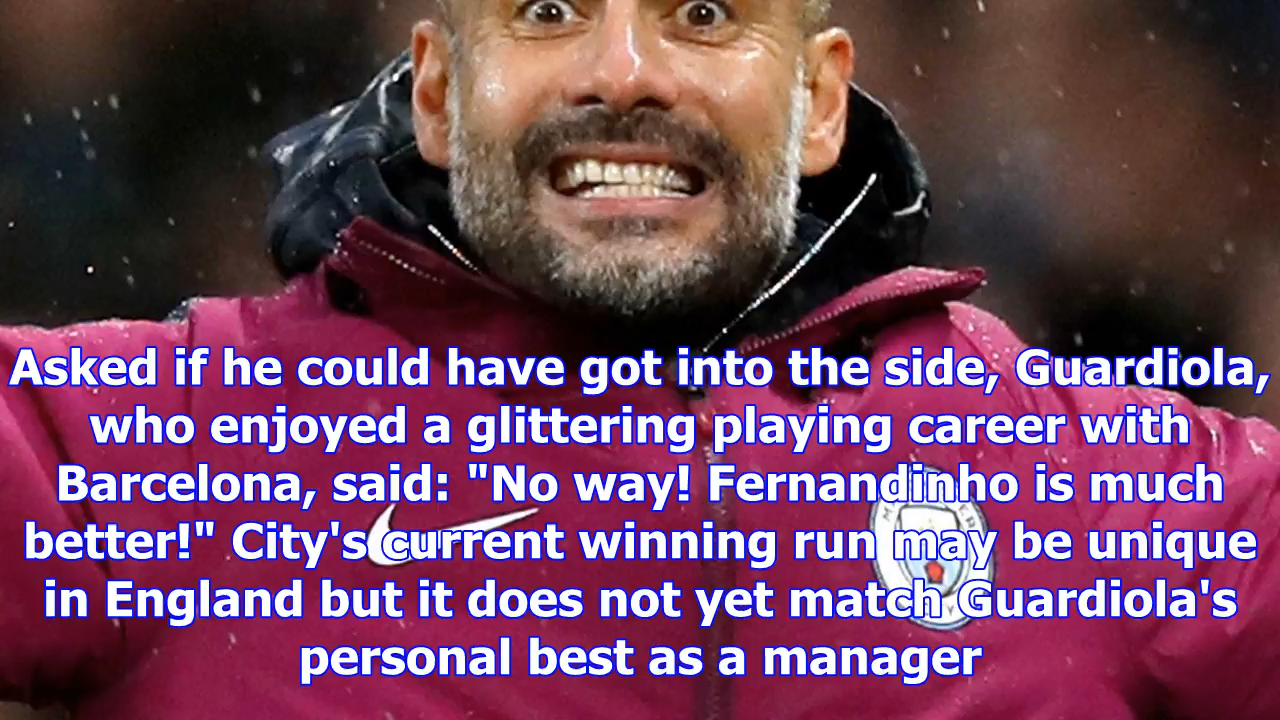 Asked if he could have got into the side, Guardiola,
who enjoyed a glittering playing career with
Barcelona, said: "No way! Fernandinho is much
better!" City's current winning run may be unique
in England but it does not yet match Guardiola's
personal best as a manager